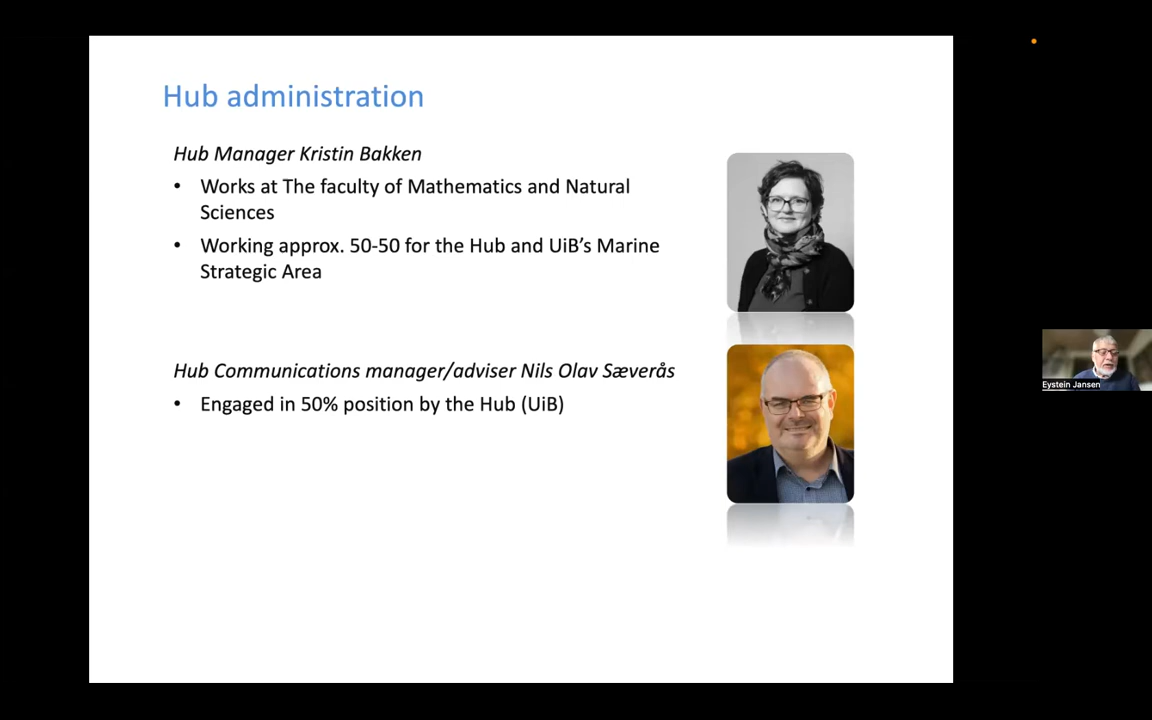 Hub administration
Hub Manager Kristin Bakken
• Works at The faculty of Mathematics and Natural
Sciences
• Working approx. 50-50 for the Hub and UiB’s Marine
Strategic Area
Hub Communications manager/adviser Nils Olav Sæverås
• Engaged in 50% position by the Hub (UiB)
Eystein Jansen